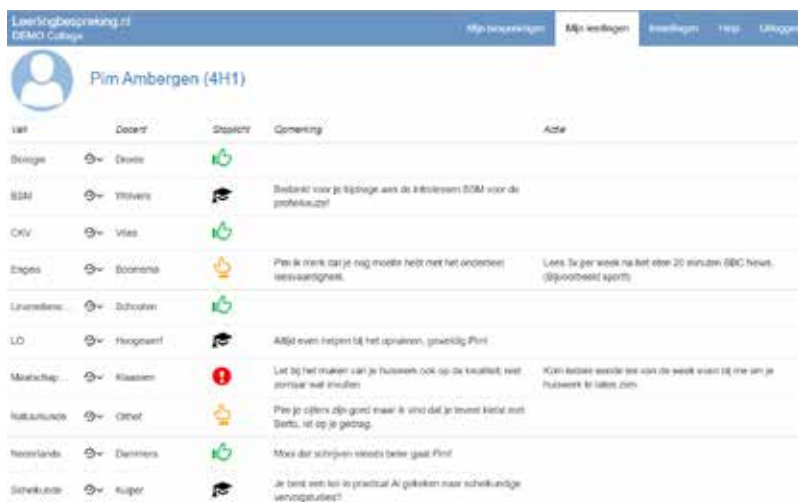 Leerlingbespreking.nl
DEMO College
Mijn besprekingen Mijn leerlingen Instellingen Help Uitloggen
Pim Ambergen (4H1)
Vak Docent Stoplicht Opmerking Actie
Biologie
BSM Wolvers Bedankt voor je bijdrage aan de introlessen BSM voor de
profielkeuze!
CKV Vlies
Engels Boonsma Pim ik merk dat je nog moeite hebt met het onderdeel Lees 3x per week na het eten 20 minuten BBC News.
leesvaardigheid. (Bijvoorbeeld sport!)
Schouten
LO Hoogewerf Altijd even helpen bij het opruimen, geweldig Pim!
Maatschap... Klaassen Let bij het maken van je huiswerk ook op de kwaliteit, niet Kom iedere eerste les van de week even bij me om je
zomaar wat invullen. huiswerk te laten zien.
Natuurkunde Olthof Pim je cijfers zijn goed maar ik vind dat je teveel kletst met
Berto, let op je gedrag.
Nederlands Dammers Mooi dat schrijven steeds beter gaat Pim!
Scheikunde Kuiper Je bent een kei in practica! Al gekeken naar scheikundige
vervolgstudies?